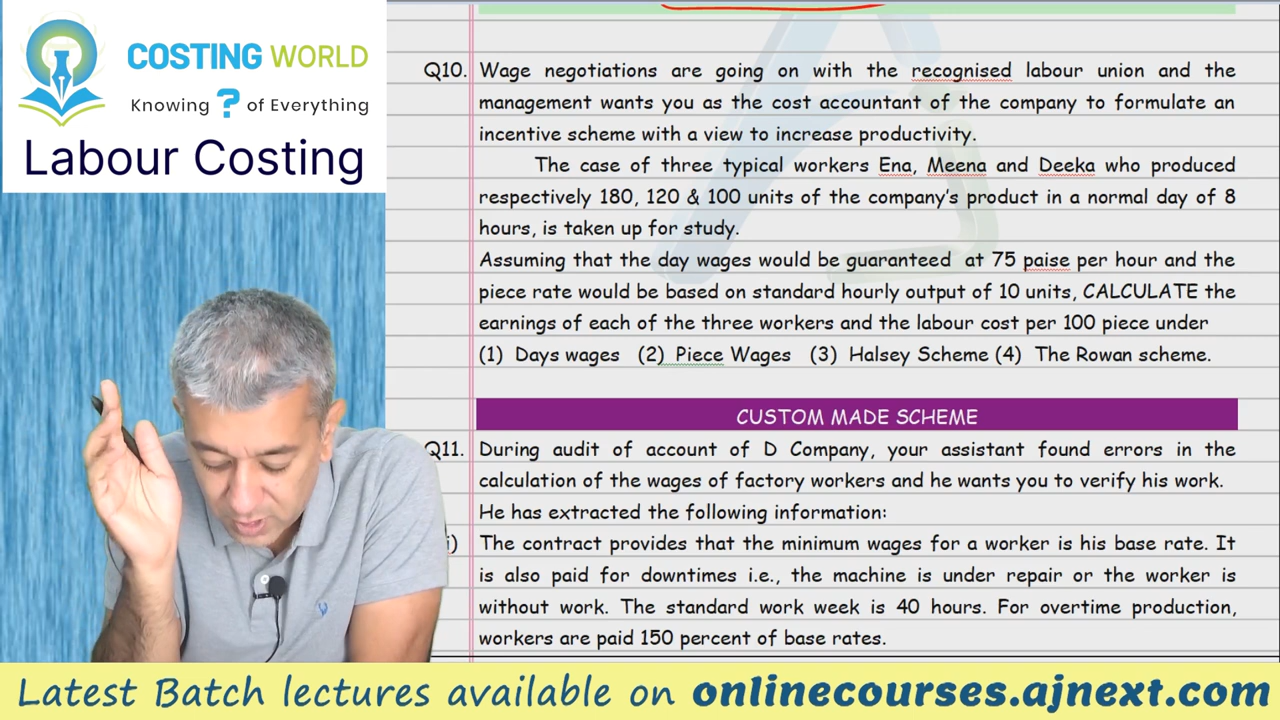 COSTING WORLD
Knowing ? of Everything
Labour Costing
Q10. Wage negotiations are going on with the recognised labour union and the
management wants you as the cost accountant of the company to formulate an
incentive scheme with a view to increase productivity.
The case of three typical workers Ena, Meena and Deeka who produced
respectively 180, 120 & 100 units of the company's product in a normal day of 8
hours, is taken up for study.
Assuming that the day wages would be guaranteed at 75 paise per hour and the
piece rate would be based on standard hourly output of 10 units, CALCULATE the
earnings of each of the three workers and the labour cost per 100 piece under
(1) Days wages (2) Piece Wages (3) Halsey Scheme (4) The Rowan scheme.
CUSTOM MADE SCHEME
Q11. During audit of account of D Company, your assistant found errors in the
calculation of the wages of factory workers and he wants you to verify his work.
He has extracted the following information:
i) The contract provides that the minimum wages for a worker is his base rate. It
is also paid for downtimes i.e., the machine is under repair or the worker is
without work. The standard work week is 40 hours. For overtime production,
workers are paid 150 percent of base rates.
Latest Batch lectures available on onlinecourses.ajnext.com